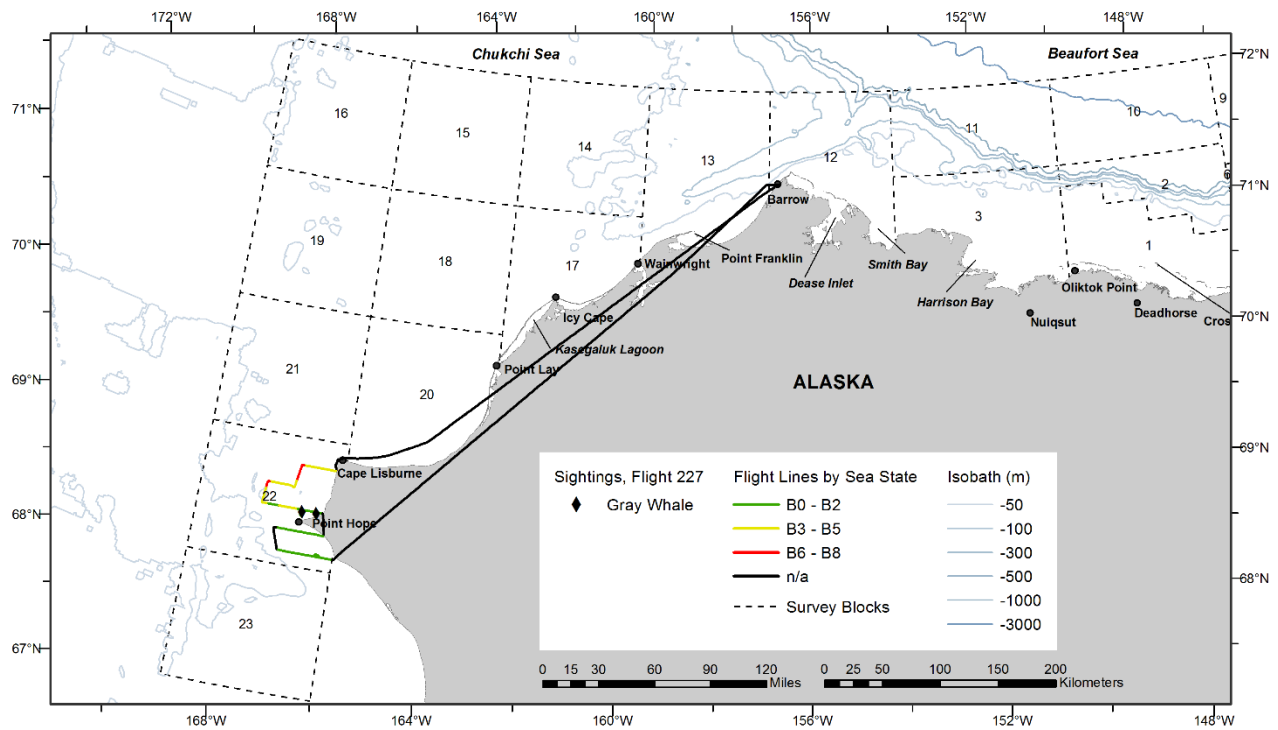 172°W 168°W 164°W 160°W 156°W 152°W 148°W
Chukchi Sea Beaufort Sea
72°N
71°N
71°N
70°N
70°N
69°N
69°N
68°N
68°N
67°N
168°W 164°W 160°W 156°W 152°W 148°W
16
15
14
13
12
11
10
9
6
2
3
1
19
18
17
21
20
22
23
Barrow
Point Franklin
Wainwright
Dease Inlet
Smith Bay
Harrison Bay
Oliktok Point
Deadhorse
Nuiqsut
Cros
Icy Cape
Kasegaluk Lagoon
Point Lay
ALASKA
Cape Lisburne
Point Hope
Sightings, Flight 227
Gray Whale
Flight Lines by Sea State
B0 - B2
B3 - B5
B6 - B8
n/a
Survey Blocks
Isobath (m)
-50
-100
-300
-500
-1000
-3000
0 15 30 60 90 120
Miles
0 25 50 100 150 200
Kilometers